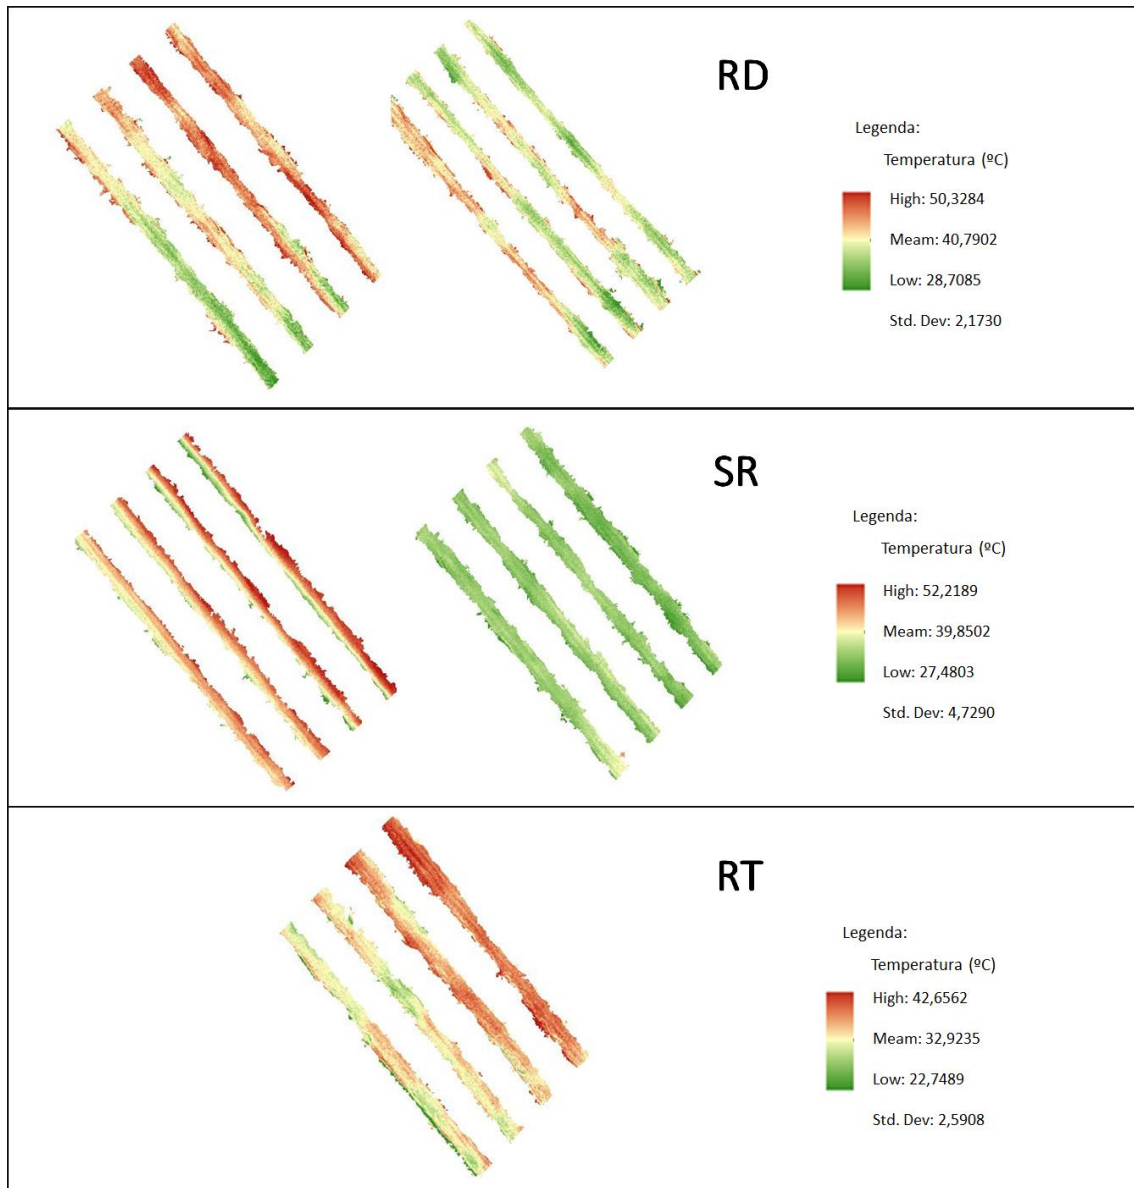 RD
Legenda:
Temperatura (ºC)
High: 50,3284
Meam: 40,7902
Low: 28,7085
Std. Dev: 2,1730
SR
Legenda:
Temperatura (ºC)
High: 52,2189
Meam: 39,8502
Low: 27,4803
Std. Dev: 4,7290
RT
Legenda:
Temperatura (ºC)
High: 42,6562
Meam: 32,9235
Low: 22,7489
Std. Dev: 2,5908